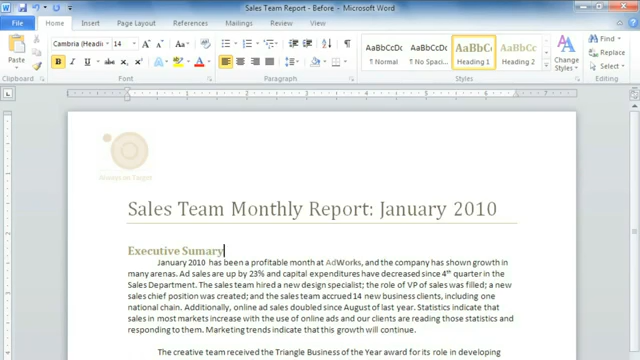 Sales Team Report - Before - Microsoft Word
File Home Insert Page Layout References Mailings Review View
Paste
Cambria (Headi 14
B I U
Clipboard Font Paragraph Styles Editing
AaBbCcDc AaBbCcDc AaBbCc AaBbCc
¶ Normal ¶ No Spaci... Heading 1 Heading 2
Change Styles
Find
Replace
Select
Always on Target
Sales Team Monthly Report: January 2010
Executive Sumary
January 2010 has been a profitable month at AdWorks, and the company has shown growth in
many arenas. Ad sales are up by 23% and capital expenditures have decreased since 4th quarter in the
Sales Department. The sales team hired a new design specialist; the role of VP of sales was filled; a new
sales chief position was created; and the sales team accrued 14 new business clients, including one
national chain. Additionally, online ad sales doubled since August of last year. Statistics indicate that
sales in most markets increase with the use of online ads and our clients are reading those statistics and
responding to them. Marketing trends indicate that this growth will continue.
The creative team received the Triangle Business of the Year award for its role in developing